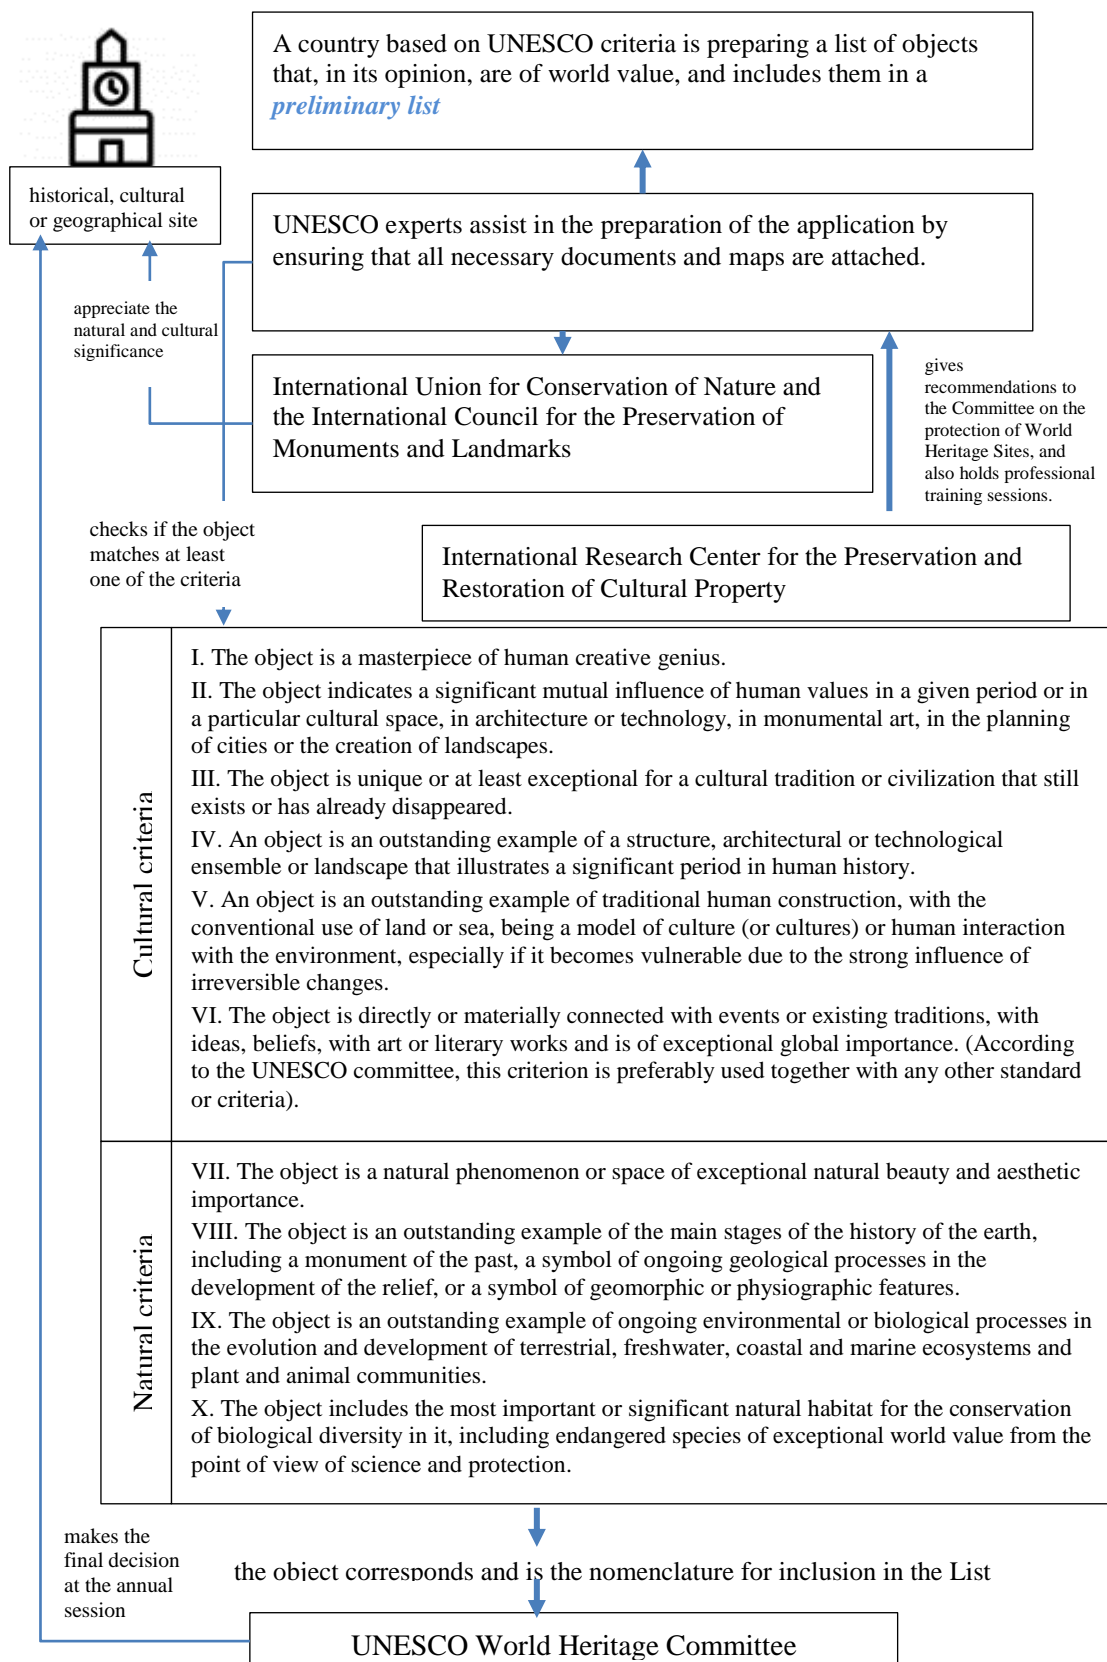 A country based on UNESCO criteria is preparing a list of objects
that, in its opinion, are of world value, and includes them in a
preliminary list
historical, cultural
or geographical site
UNESCO experts assist in the preparation of the application by
ensuring that all necessary documents and maps are attached.
appreciate the
natural and cultural
significance
International Union for Conservation of Nature and
the International Council for the Preservation of
Monuments and Landmarks
gives
recommendations to
the Committee on the
protection of World
Heritage Sites, and
also holds professional
training sessions.
checks if the object
matches at least
one of the criteria
International Research Center for the Preservation and
Restoration of Cultural Property
Cultural criteria
I. The object is a masterpiece of human creative genius.
II. The object indicates a significant mutual influence of human values in a given period or in
a particular cultural space, in architecture or technology, in monumental art, in the planning
of cities or the creation of landscapes.
III. The object is unique or at least exceptional for a cultural tradition or civilization that still
exists or has already disappeared.
IV. An object is an outstanding example of a structure, architectural or technological
ensemble or landscape that illustrates a significant period in human history.
V. An object is an outstanding example of traditional human construction, with the
conventional use of land or sea, being a model of culture (or cultures) or human interaction
with the environment, especially if it becomes vulnerable due to the strong influence of
irreversible changes.
VI. The object is directly or materially connected with events or existing traditions, with
ideas, beliefs, with art or literary works and is of exceptional global importance. (According
to the UNESCO committee, this criterion is preferably used together with any other standard
or criteria).
Natural criteria
VII. The object is a natural phenomenon or space of exceptional natural beauty and aesthetic
importance.
VIII. The object is an outstanding example of the main stages of the history of the earth,
including a monument of the past, a symbol of ongoing geological processes in the
development of the relief, or a symbol of geomorphic or physiographic features.
IX. The object is an outstanding example of ongoing environmental or biological processes in
the evolution and development of terrestrial, freshwater, coastal and marine ecosystems and
plant and animal communities.
X. The object includes the most important or significant natural habitat for the conservation
of biological diversity in it, including endangered species of exceptional world value from the
point of view of science and protection.
makes the
final decision
at the annual
session
the object corresponds and is the nomenclature for inclusion in the List
UNESCO World Heritage Committee